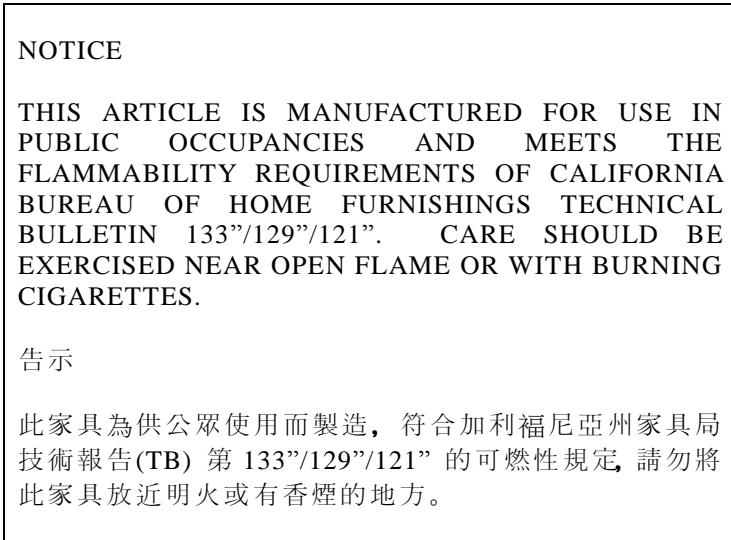 NOTICE
THIS ARTICLE IS MANUFACTURED FOR USE IN
PUBLIC OCCUPANCIES AND MEETS THE
FLAMMABILITY REQUIREMENTS OF CALIFORNIA
BUREAU OF HOME FURNISHINGS TECHNICAL
BULLETIN 133”/129”/121”. CARE SHOULD BE
EXERCISED NEAR OPEN FLAME OR WITH BURNING
CIGARETTES.
告示
此家具為供公眾使用而製造，符合加利福尼亞州家具局
技術報告(TB) 第 133”/129”/121” 的可燃性規定,請勿將
此家具放近明火或有香煙的地方。